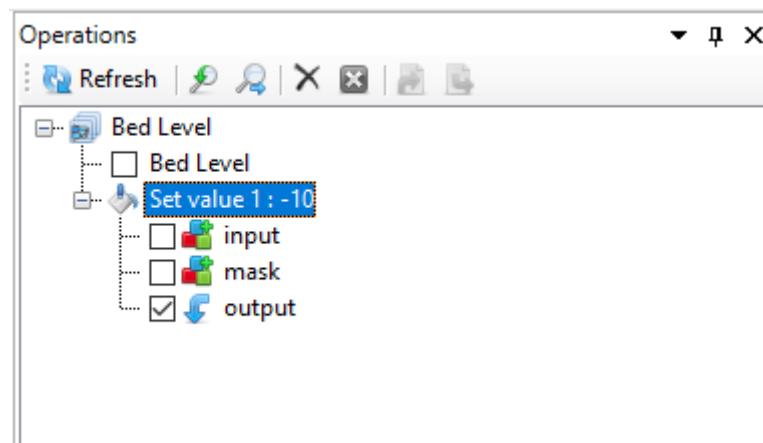 Operations
Refresh
Bed Level
Bed Level
Set value 1 : -10
input
mask
output